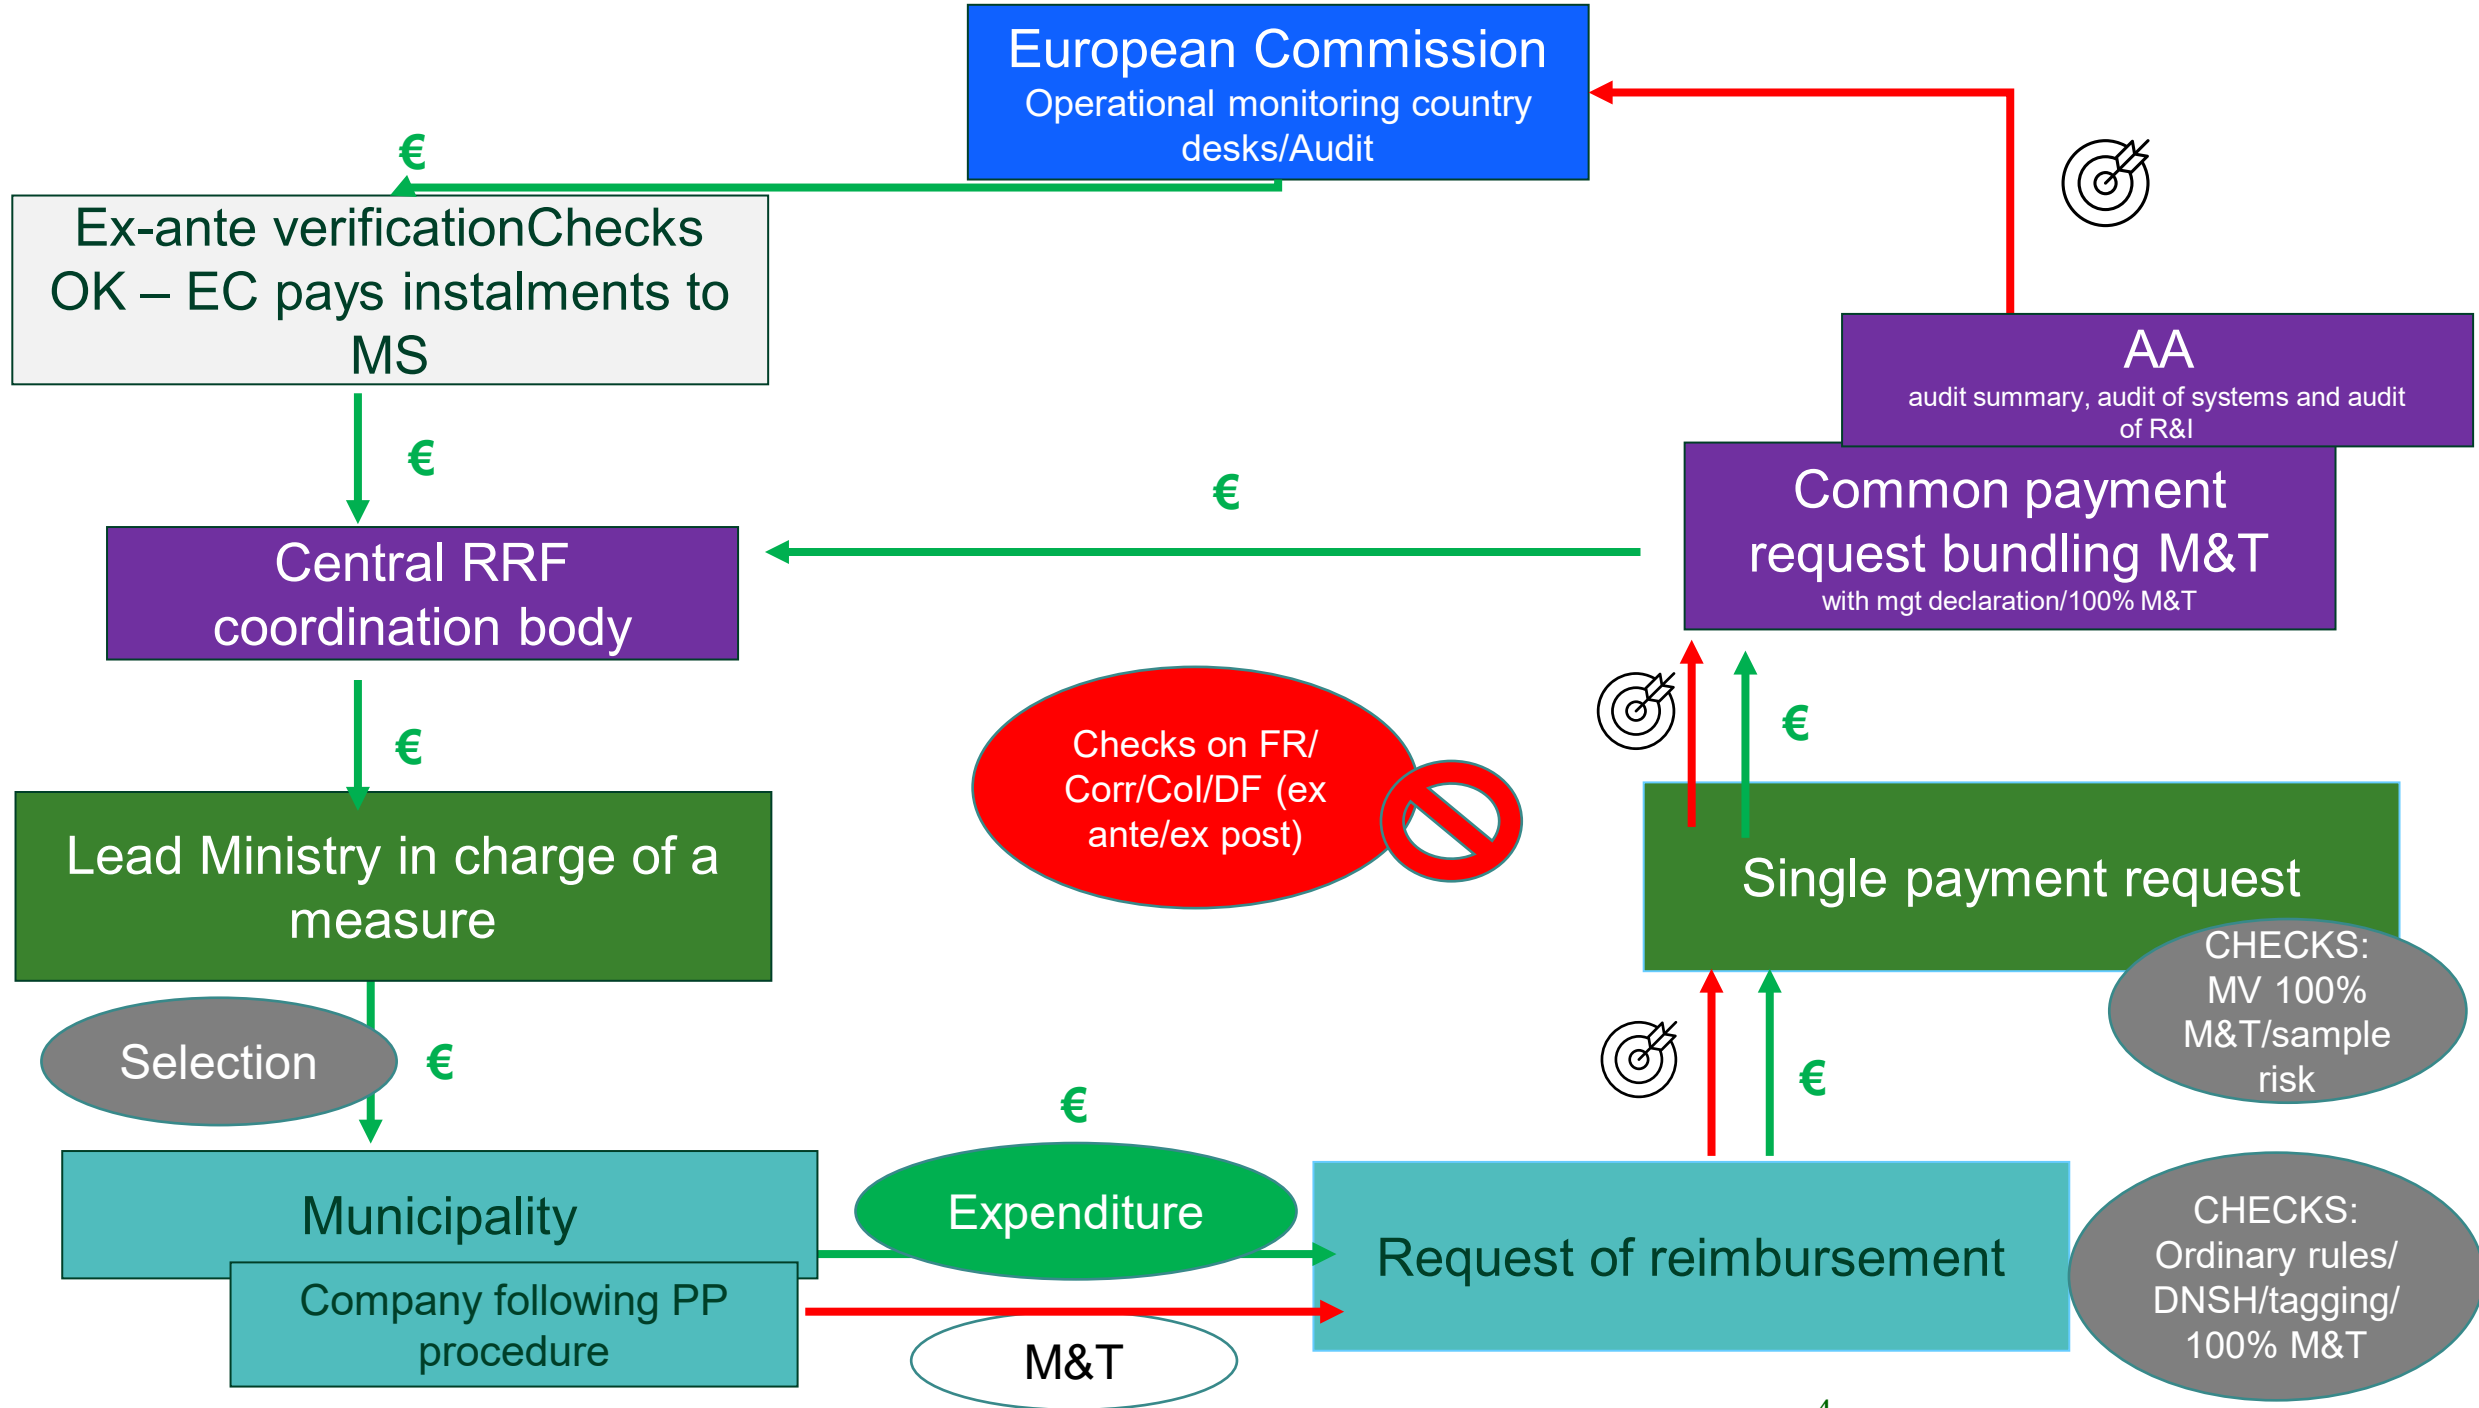 European Commission
Operational monitoring country
desks/Audit
€
Ex-ante verificationChecks
OK – EC pays instalments to
MS
€
AA
audit summary, audit of systems and audit
of R&I
Common payment
request bundling M&T
with mgt declaration/100% M&T
€
Central RRF
coordination body
€
Checks on FR/
Corr/CoI/DF (ex
ante/ex post)
€
Lead Ministry in charge of a
measure
Single payment request
CHECKS:
MV 100%
M&T/sample
risk
Selection
€
€
€
Municipality
Company following PP
procedure
Expenditure
M&T
Request of reimbursement
CHECKS:
Ordinary rules/
DNSH/tagging/
100% M&T
4